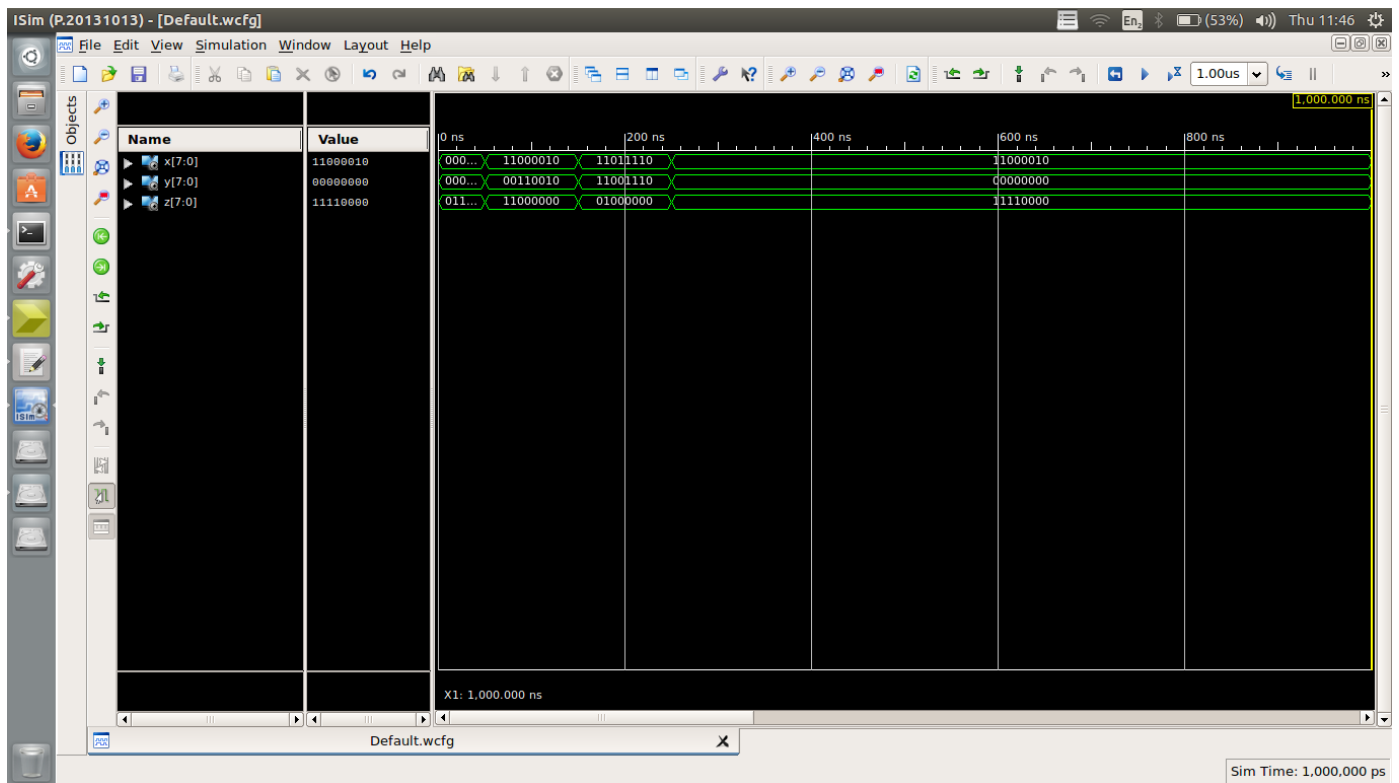 ISim (P.20131013) - [Default.wcfg]
En2 (53%) Thu 11:46
File Edit View Simulation Window Layout Help
1.00us »
Objects
1,000.000 ns
Name Value
0 ns 200 ns 400 ns 600 ns 800 ns
x[7:0] 11000010 000... 11000010 11011110 11000010
y[7:0] 00000000 000... 00110010 11001110 00000000
z[7:0] 11110000 011... 11000000 01000000 11110000
ISim
X1: 1,000.000 ns
Default.wcfg
Sim Time: 1,000,000 ps